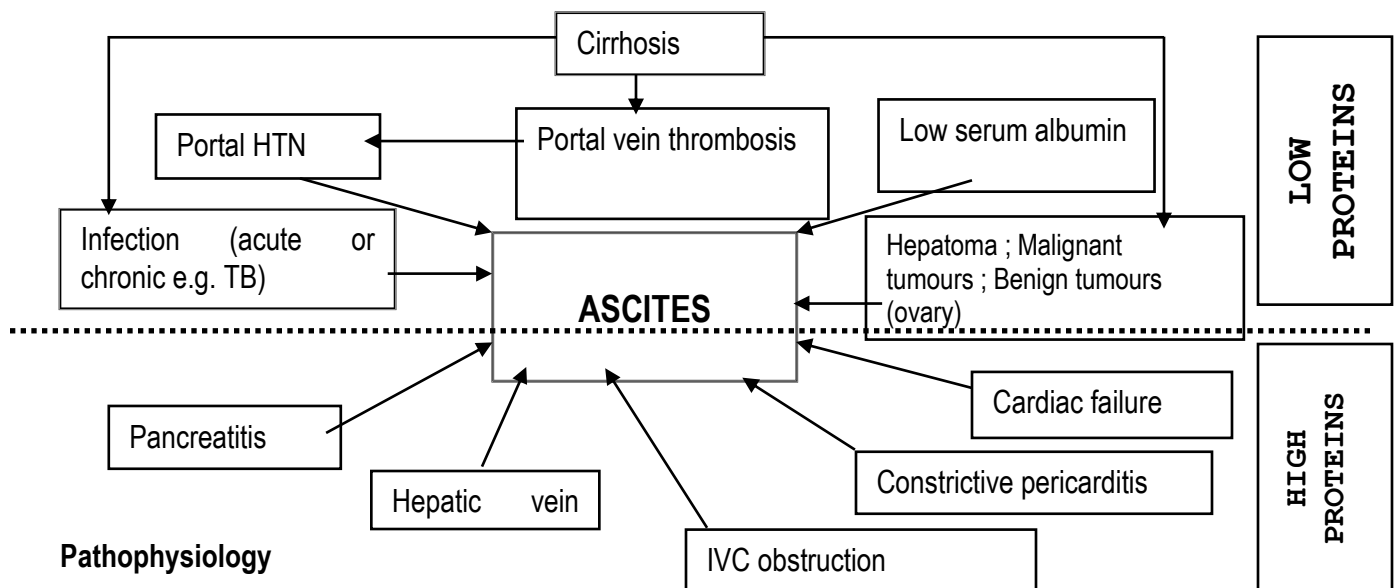 Cirrhosis
Portal HTN
Portal vein thrombosis
Low serum albumin
LOW
PROTEINS
Infection (acute or
chronic e.g. TB)
ASCITES
Hepatoma ; Malignant
tumours ; Benign tumours
(ovary)
Pancreatitis
Hepatic vein
IVC obstruction
Constrictive pericarditis
Cardiac failure
HIGH
PROTEINS
Pathophysiology